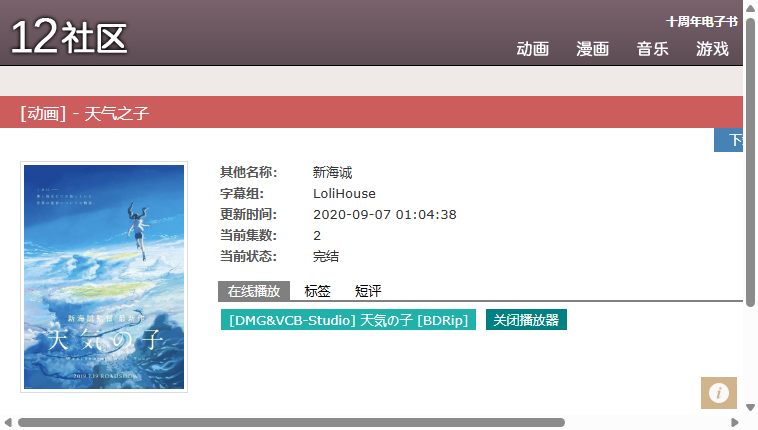 12社区
十周年电子书
动画 漫画 音乐 游戏
[动画] - 天气之子
下
其他名称： 新海诚
字幕组： LoliHouse
更新时间： 2020-09-07 01:04:38
当前集数： 2
当前状态： 完结
在线播放 标签 短评
[DMG&VCB-Studio] 天気の子 [BDRip] 关闭播放器
新海誠監督 最新作
天気の子
2019.7.19 ROADSHOW